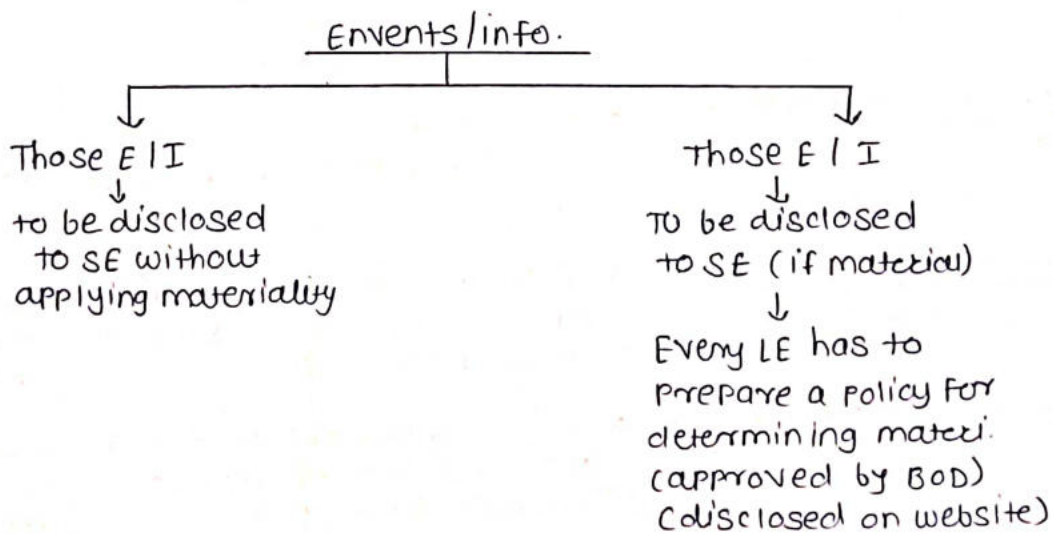 Envents/info.
Those E | I
to be disclosed
to SE without
applying materiality
Those E | I
TO be disclosed
to SE (if material)
Every LE has to
prepare a policy for
determining materi.
(approved by BOD)
(disclosed on website)